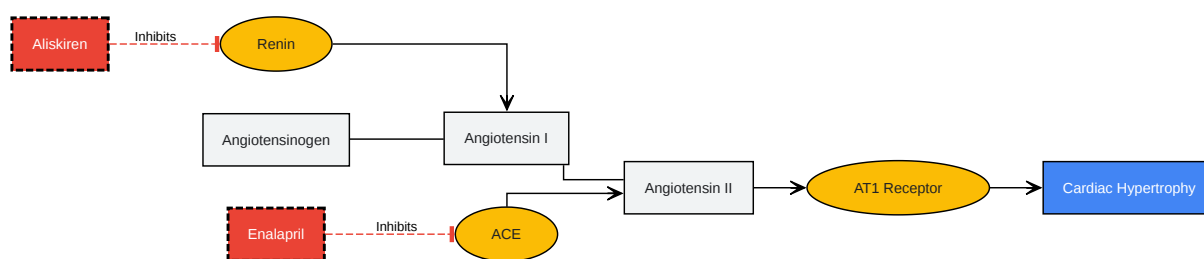 Aliskiren
Inhibits
Renin
Angiotensinogen
Angiotensin I
Angiotensin II
AT1 Receptor
Cardiac Hypertrophy
Enalapril
Inhibits
ACE